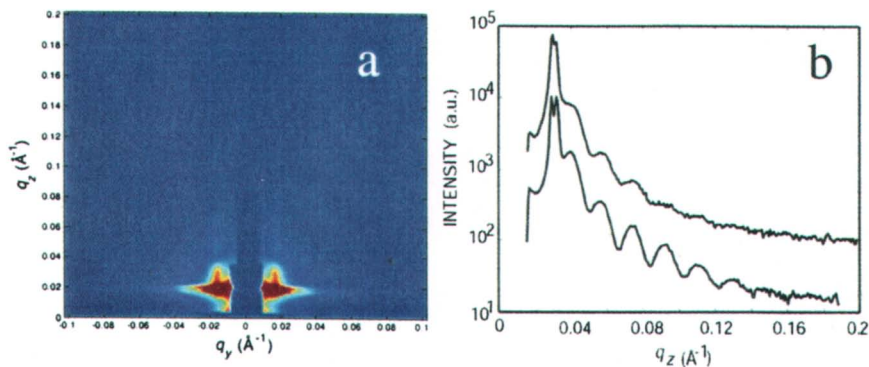 a
0.2
0.18
0.16
0.14
0.12
0.1
0.08
0.06
0.04
0.02
0
q_z (Å⁻¹)
-0.1 -0.08 -0.06 -0.04 -0.02 0 0.02 0.04 0.06 0.08 0.1
q_y (Å⁻¹)
b
10⁵
10⁴
10³
10²
10¹
INTENSITY (a.u.)
0 0.04 0.08 0.12 0.16 0.2
q_z (Å⁻¹)